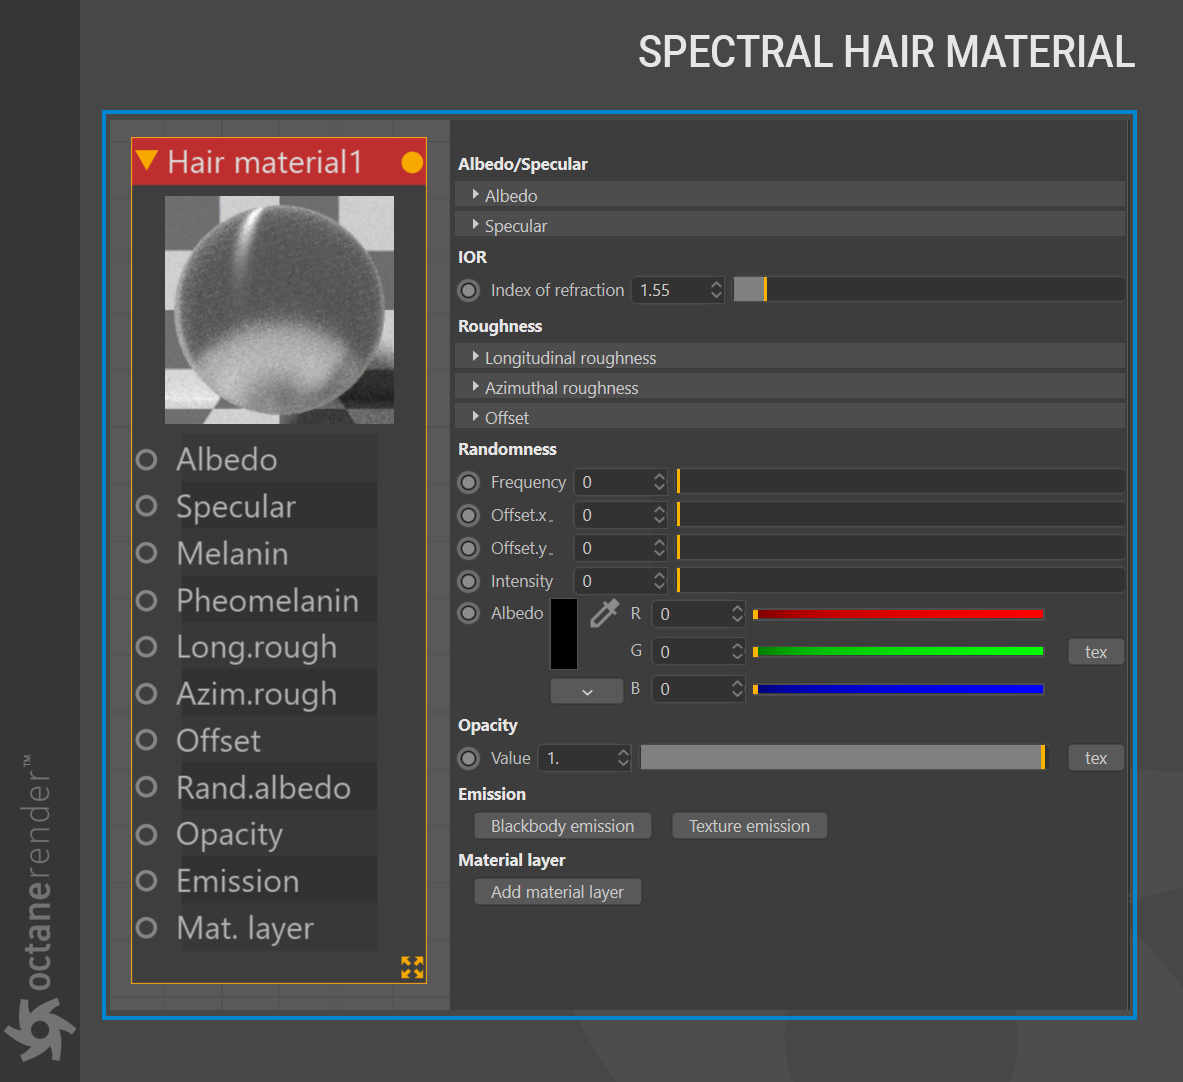 SPECTRAL HAIR MATERIAL
Hair material1
Albedo
Specular
Melanin
Pheomelanin
Long.rough
Azim.rough
Offset
Rand.albedo
Opacity
Emission
Mat. layer
Albedo/Specular
Albedo
Specular
IOR
Index of refraction 1.55
Roughness
Longitudinal roughness
Azimuthal roughness
Offset
Randomness
Frequency 0
Offset.x 0
Offset.y 0
Intensity 0
Albedo R 0
G 0 tex
B 0
Opacity
Value 1. tex
Emission
Blackbody emission Texture emission
Material layer
Add material layer
octanerender™